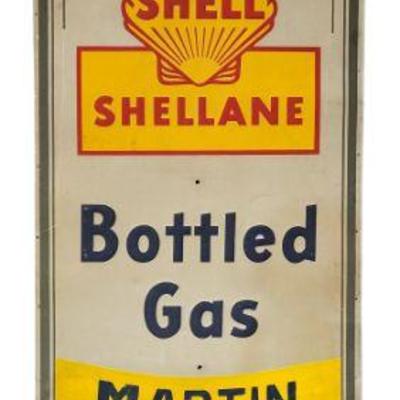 SHELL
SHELLANE
Bottled
Gas
MARTIN